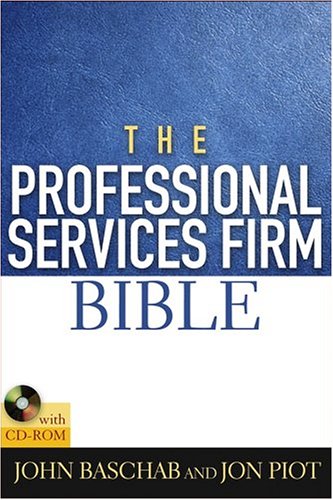 THE
PROFESSIONAL
SERVICES FIRM
BIBLE
with
CD-ROM
JOHN BASCHAB AND JON PIOT